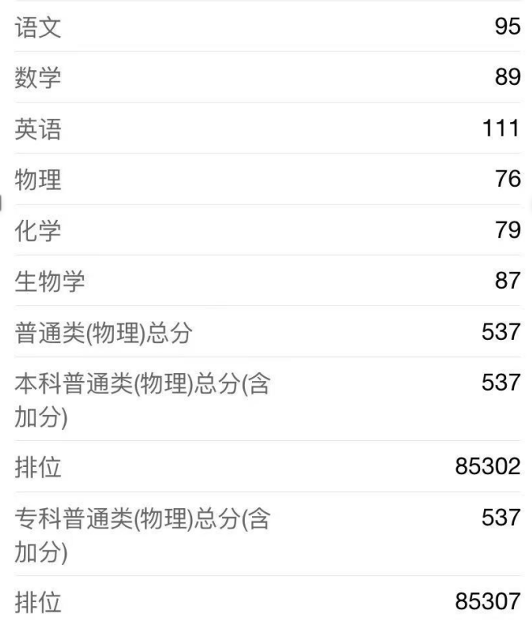 语文 95
数学 89
英语 111
物理 76
化学 79
生物学 87
普通类(物理)总分 537
本科普通类(物理)总分(含 537
加分)
排位 85302
专科普通类(物理)总分(含 537
加分)
排位 85307